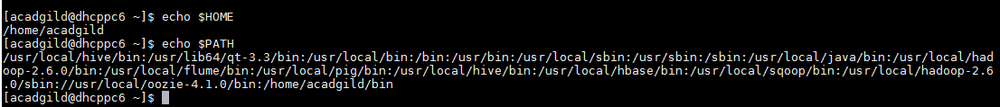 [acadgild@dhcppc6 ~]$ echo $HOME
/home/acadgild
[acadgild@dhcppc6 ~]$ echo $PATH
/usr/local/hive/bin:/usr/lib64/qt-3.3/bin:/usr/local/bin:/bin:/usr/bin:/usr/local/sbin:/usr/sbin:/sbin:/usr/local/java/bin:/usr/local/had
oop-2.6.0/bin:/usr/local/flume/bin:/usr/local/pig/bin:/usr/local/hive/bin:/usr/local/hbase/bin:/usr/local/sqoop/bin:/usr/local/hadoop-2.6
.0/sbin://usr/local/oozie-4.1.0/bin:/home/acadgild/bin
[acadgild@dhcppc6 ~]$